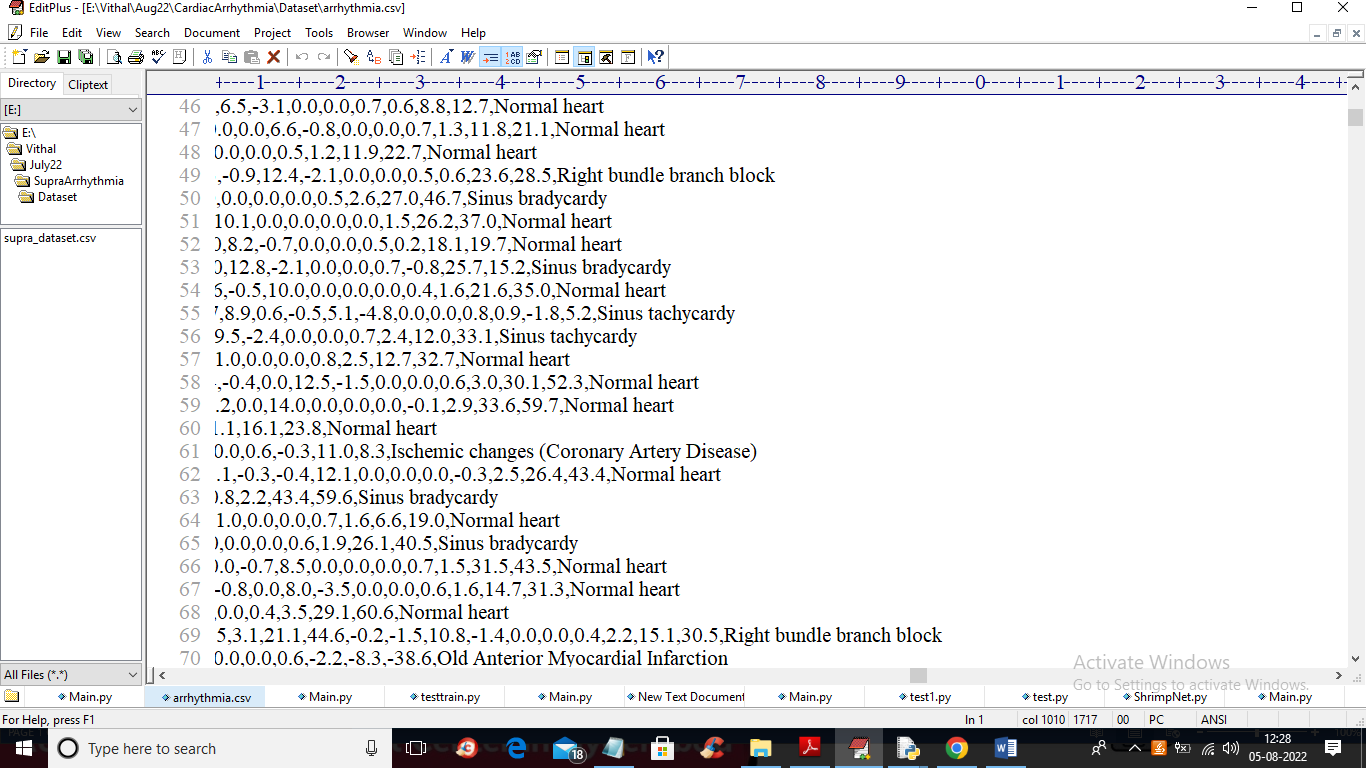 EditPlus - [E:\Vithal\Aug22\CardiacArrhythmia\Dataset\arrhythmia.csv]
File Edit View Search Document Project Tools Browser Window Help
Directory Cliptext
[E:]
E:\
Vithal
July22
SupraArrhythmia
Dataset
supra_dataset.csv
All Files (*.*)
+----1----+----2----+----3----+----4----+----5----+----6----+----7----+----8----+----9----+----0----+----1----+----2----+----3----+----4----+
46 ,6.5,-3.1,0.0,0.0,0.7,0.6,8.8,12.7,Normal heart
47 .0,0.0,6.6,-0.8,0.0,0.0,0.7,1.3,11.8,21.1,Normal heart
48 0.0,0.0,0.5,1.2,11.9,22.7,Normal heart
49 ,-0.9,12.4,-2.1,0.0,0.0,0.5,0.6,23.6,28.5,Right bundle branch block
50 ,0.0,0.0,0.0,0.5,2.6,27.0,46.7,Sinus bradycardy
51 10.1,0.0,0.0,0.0,0.0,1.5,26.2,37.0,Normal heart
52 0,8.2,-0.7,0.0,0.0,0.5,0.2,18.1,19.7,Normal heart
53 0,12.8,-2.1,0.0,0.0,0.7,-0.8,25.7,15.2,Sinus bradycardy
54 6,-0.5,10.0,0.0,0.0,0.0,0.4,1.6,21.6,35.0,Normal heart
55 7,8.9,0.6,-0.5,5.1,-4.8,0.0,0.0,0.8,0.9,-1.8,5.2,Sinus tachycardy
56 9.5,-2.4,0.0,0.0,0.7,2.4,12.0,33.1,Sinus tachycardy
57 1.0,0.0,0.0,0.8,2.5,12.7,32.7,Normal heart
58 ,-0.4,0.0,12.5,-1.5,0.0,0.0,0.6,3.0,30.1,52.3,Normal heart
59 .2,0.0,14.0,0.0,0.0,0.0,-0.1,2.9,33.6,59.7,Normal heart
60 1.1,16.1,23.8,Normal heart
61 0.0,0.6,-0.3,11.0,8.3,Ischemic changes (Coronary Artery Disease)
62 .1,-0.3,-0.4,12.1,0.0,0.0,0.0,-0.3,2.5,26.4,43.4,Normal heart
63 0.8,2.2,43.4,59.6,Sinus bradycardy
64 1.0,0.0,0.0,0.7,1.6,6.6,19.0,Normal heart
65 0,0.0,0.0,0.6,1.9,26.1,40.5,Sinus bradycardy
66 0.0,-0.7,8.5,0.0,0.0,0.0,0.7,1.5,31.5,43.5,Normal heart
67 -0.8,0.0,8.0,-3.5,0.0,0.0,0.6,1.6,14.7,31.3,Normal heart
68 ,0.0,0.4,3.5,29.1,60.6,Normal heart
69 5,3.1,21.1,44.6,-0.2,-1.5,10.8,-1.4,0.0,0.0,0.4,2.2,15.1,30.5,Right bundle branch block
70 0.0,0.0,0.6,-2.2,-8.3,-38.6,Old Anterior Myocardial Infarction
Activate Windows
Go to Settings to activate Windows.
Main.py arrhythmia.csv Main.py testtrain.py Main.py New Text Document Main.py test1.py test.py ShrimpNet.py Main.py
For Help, press F1 ln 1 col 1010 1717 00 PC ANSI
Type here to search
18
12:28
05-08-2022